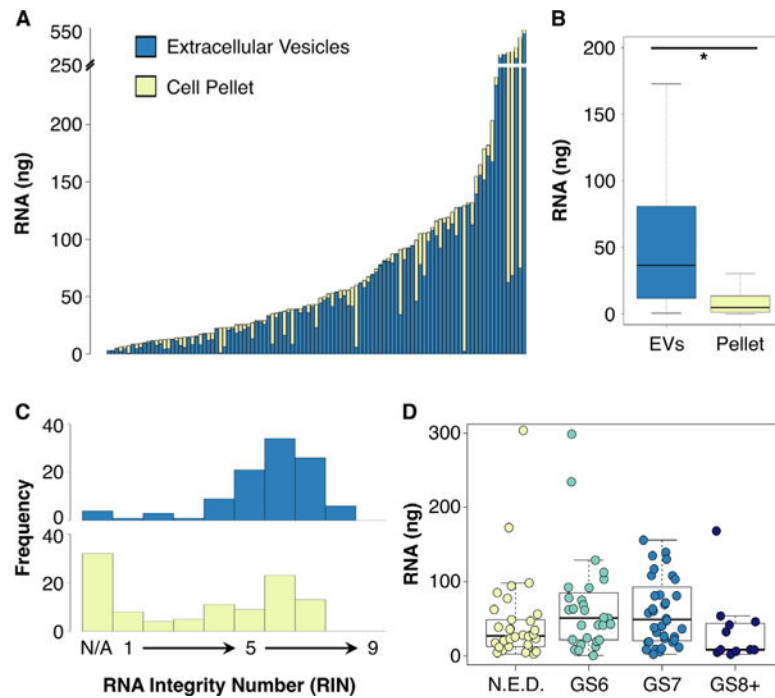 A
550
250
200
150
100
50
0
RNA (ng)
Extracellular Vesicles
Cell Pellet
B
200
150
100
50
0
RNA (ng)
*
EVs Pellet
C
40
20
0
40
20
0
Frequency
N/A 1 5 9
RNA Integrity Number (RIN)
D
300
200
100
50
0
RNA (ng)
N.E.D. GS6 GS7 GS8+